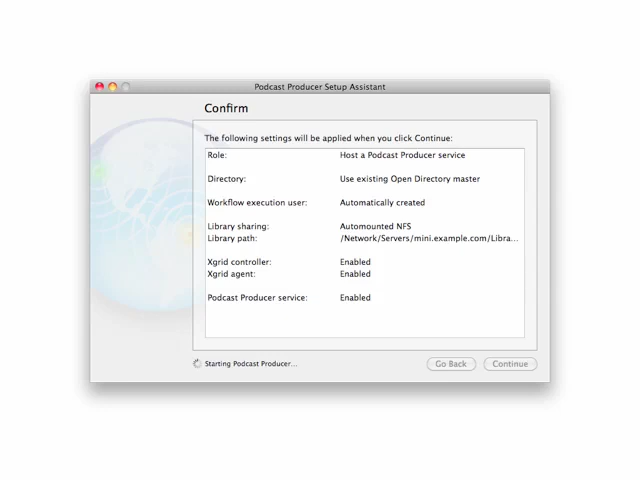 Podcast Producer Setup Assistant
Confirm
The following settings will be applied when you click Continue:
Role: Host a Podcast Producer service
Directory: Use existing Open Directory master
Workflow execution user: Automatically created
Library sharing: Automounted NFS
Library path: /Network/Servers/mini.example.com/Libra...
Xgrid controller: Enabled
Xgrid agent: Enabled
Podcast Producer service: Enabled
Starting Podcast Producer... Go Back Continue